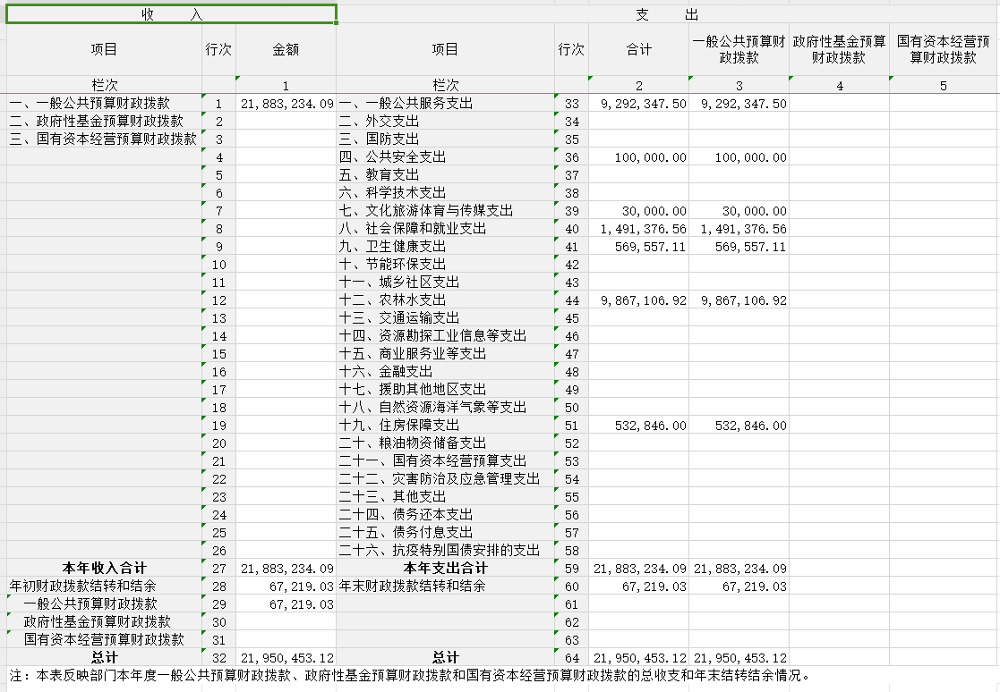 收 入 支 出
项目 行次 金额 项目 行次 合计 一般公共预算财政拨款 政府性基金预算财政拨款 国有资本经营预算财政拨款
栏次 1 栏次 2 3 4 5
一、一般公共预算财政拨款 1 21,883,234.09 一、一般公共服务支出 33 9,292,347.50 9,292,347.50
二、政府性基金预算财政拨款 2 二、外交支出 34
三、国有资本经营预算财政拨款 3 三、国防支出 35
4 四、公共安全支出 36 100,000.00 100,000.00
5 五、教育支出 37
6 六、科学技术支出 38
7 七、文化旅游体育与传媒支出 39 30,000.00 30,000.00
8 八、社会保障和就业支出 40 1,491,376.56 1,491,376.56
9 九、卫生健康支出 41 569,557.11 569,557.11
10 十、节能环保支出 42
11 十一、城乡社区支出 43
12 十二、农林水支出 44 9,867,106.92 9,867,106.92
13 十三、交通运输支出 45
14 十四、资源勘探工业信息等支出 46
15 十五、商业服务业等支出 47
16 十六、金融支出 48
17 十七、援助其他地区支出 49
18 十八、自然资源海洋气象等支出 50
19 十九、住房保障支出 51 532,846.00 532,846.00
20 二十、粮油物资储备支出 52
21 二十一、国有资本经营预算支出 53
22 二十二、灾害防治及应急管理支出 54
23 二十三、其他支出 55
24 二十四、债务还本支出 56
25 二十五、债务付息支出 57
26 二十六、抗疫特别国债安排的支出 58
本年收入合计 27 21,883,234.09 本年支出合计 59 21,883,234.09 21,883,234.09
年初财政拨款结转和结余 28 67,219.03 年末财政拨款结转和结余 60 67,219.03 67,219.03
一般公共预算财政拨款 29 67,219.03 61
政府性基金预算财政拨款 30 62
国有资本经营预算财政拨款 31 63
总计 32 21,950,453.12 总计 64 21,950,453.12 21,950,453.12
注：本表反映部门本年度一般公共预算财政拨款、政府性基金预算财政拨款和国有资本经营预算财政拨款的总收支和年末结转结余情况。